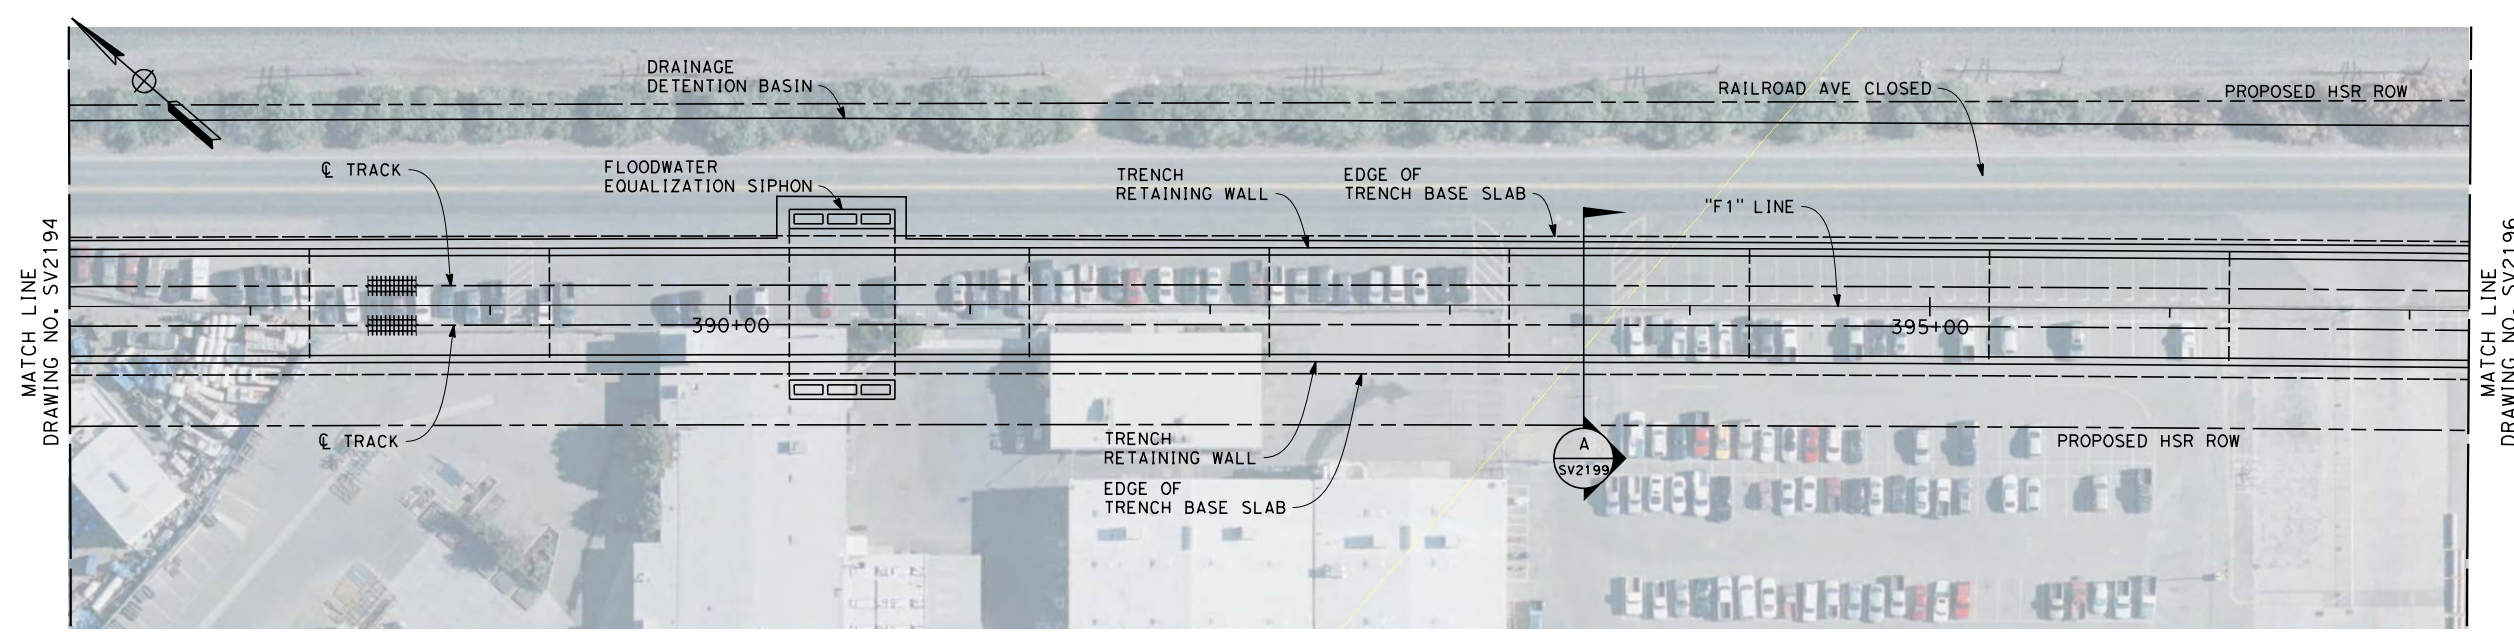 DRAINAGE
DETENTION BASIN
RAILROAD AVE CLOSED
PROPOSED HSR ROW
℄ TRACK
FLOODWATER
EQUALIZATION SIPHON
TRENCH
RETAINING WALL
EDGE OF
TRENCH BASE SLAB
"F1" LINE
MATCH LINE
DRAWING NO. SV2194
390+00
395+00
MATCH LINE
DRAWING NO. SV2196
℄ TRACK
TRENCH
RETAINING WALL
EDGE OF
TRENCH BASE SLAB
A
SV2199
PROPOSED HSR ROW